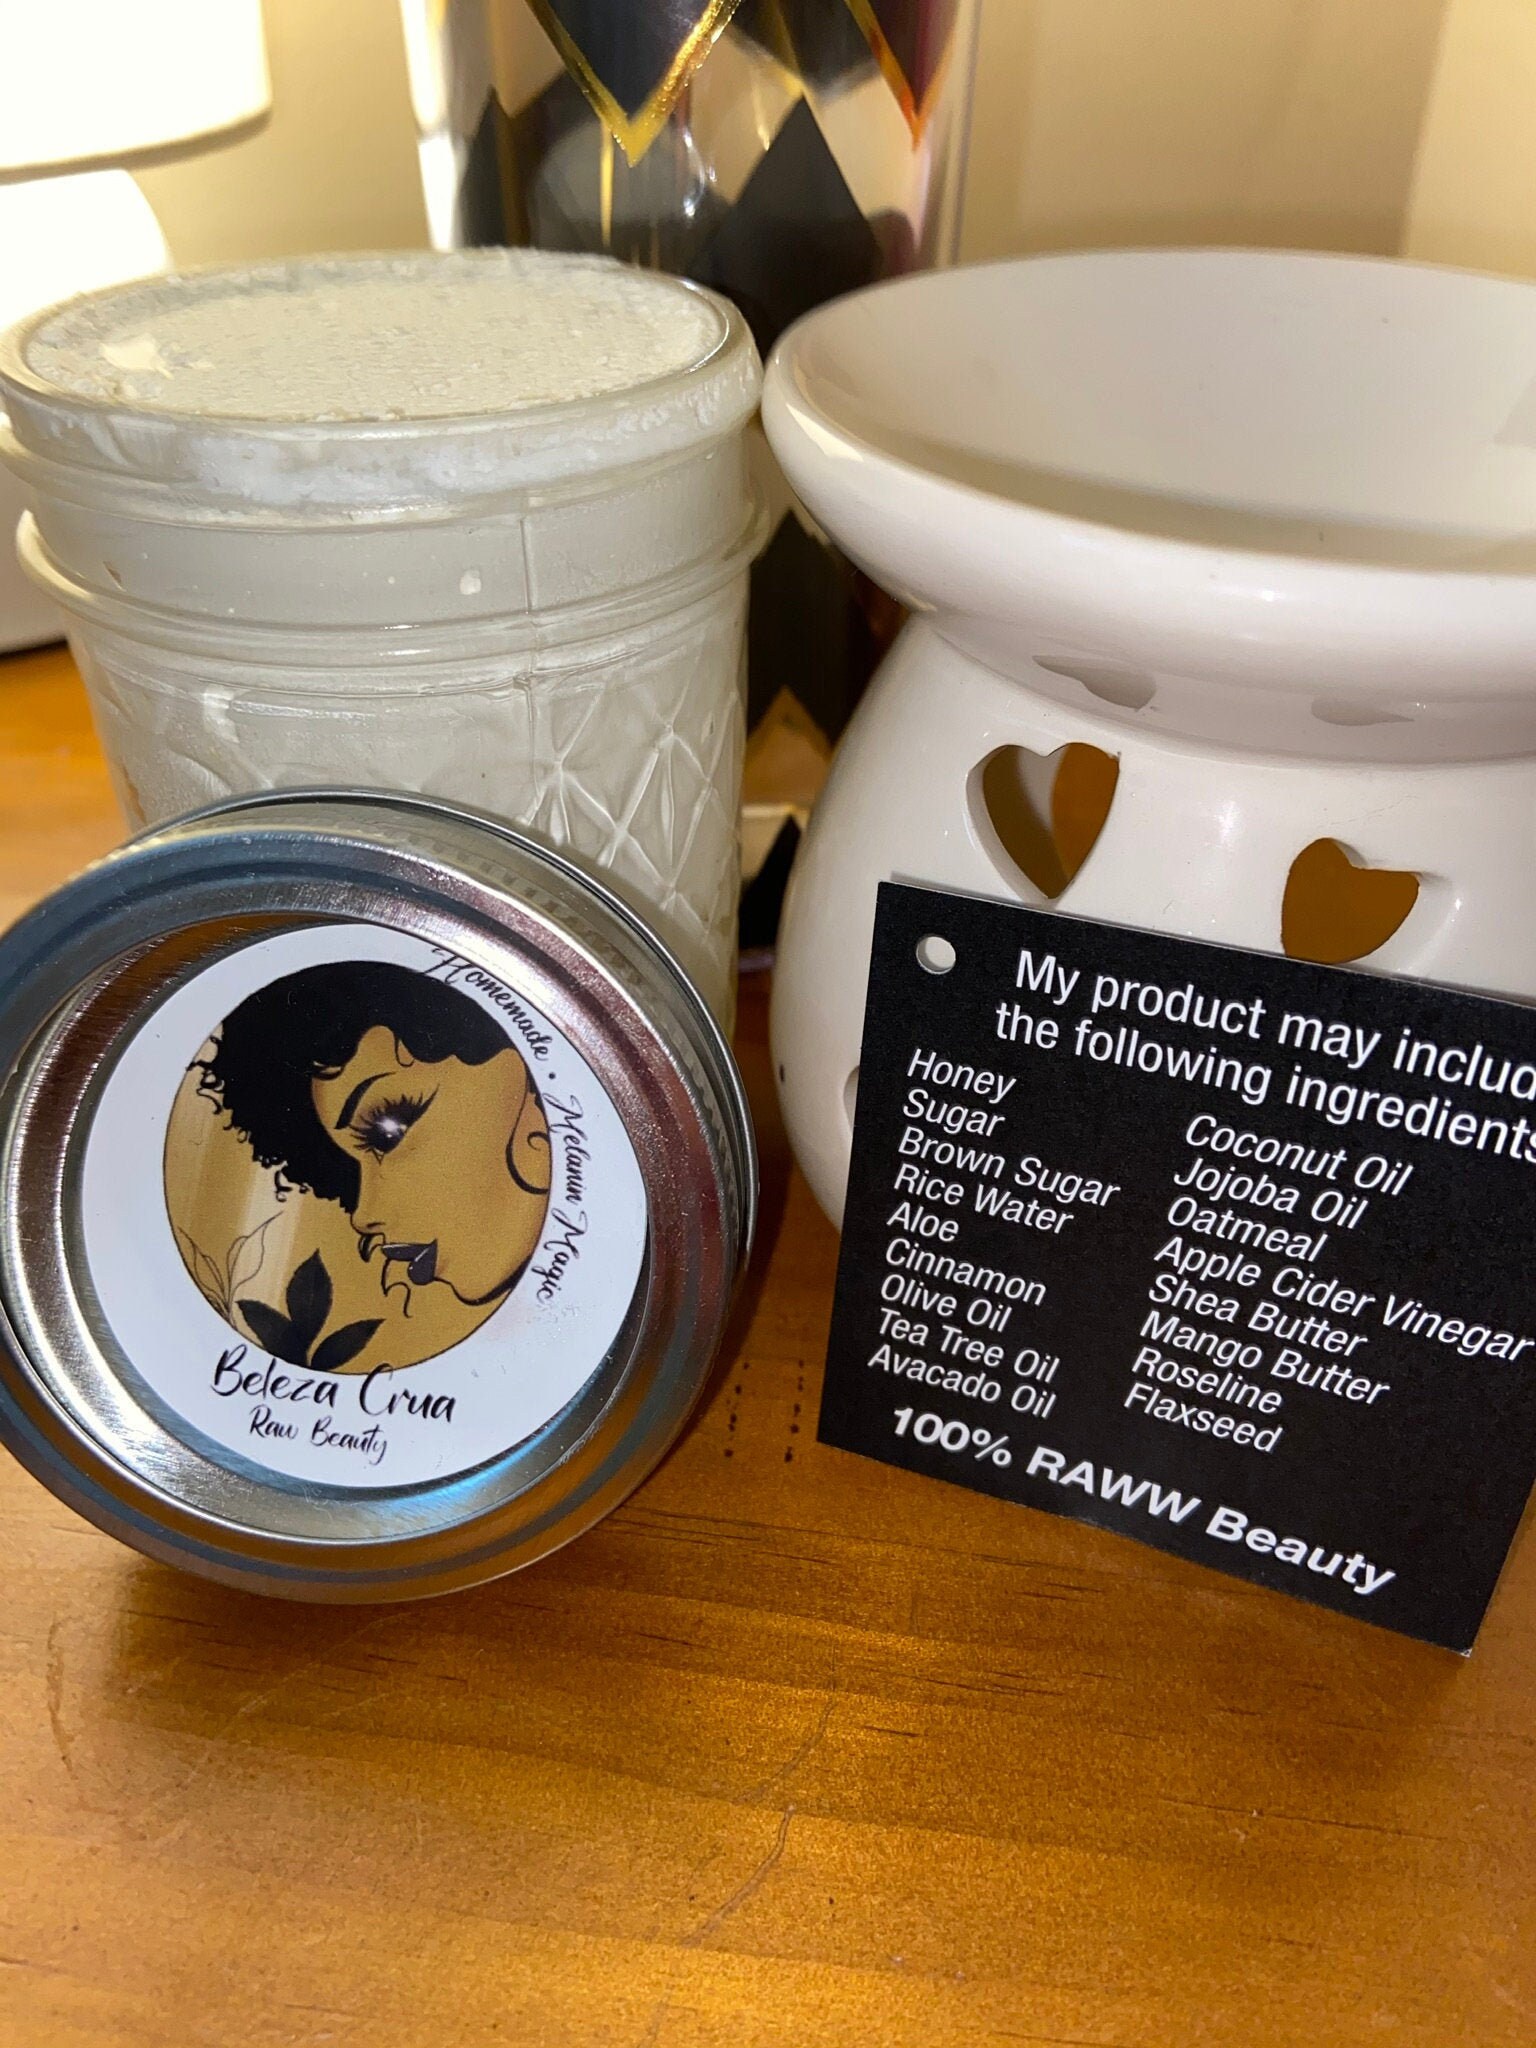 Homemade • Melanin Magic
Beleza Crua
Raw Beauty
My product may includ
the following ingredients
Honey
Sugar
Brown Sugar
Rice Water
Aloe
Cinnamon
Olive Oil
Tea Tree Oil
Avacado Oil
Coconut Oil
Jojoba Oil
Oatmeal
Apple Cider Vinegar
Shea Butter
Mango Butter
Roseline
Flaxseed
100% RAWW Beauty